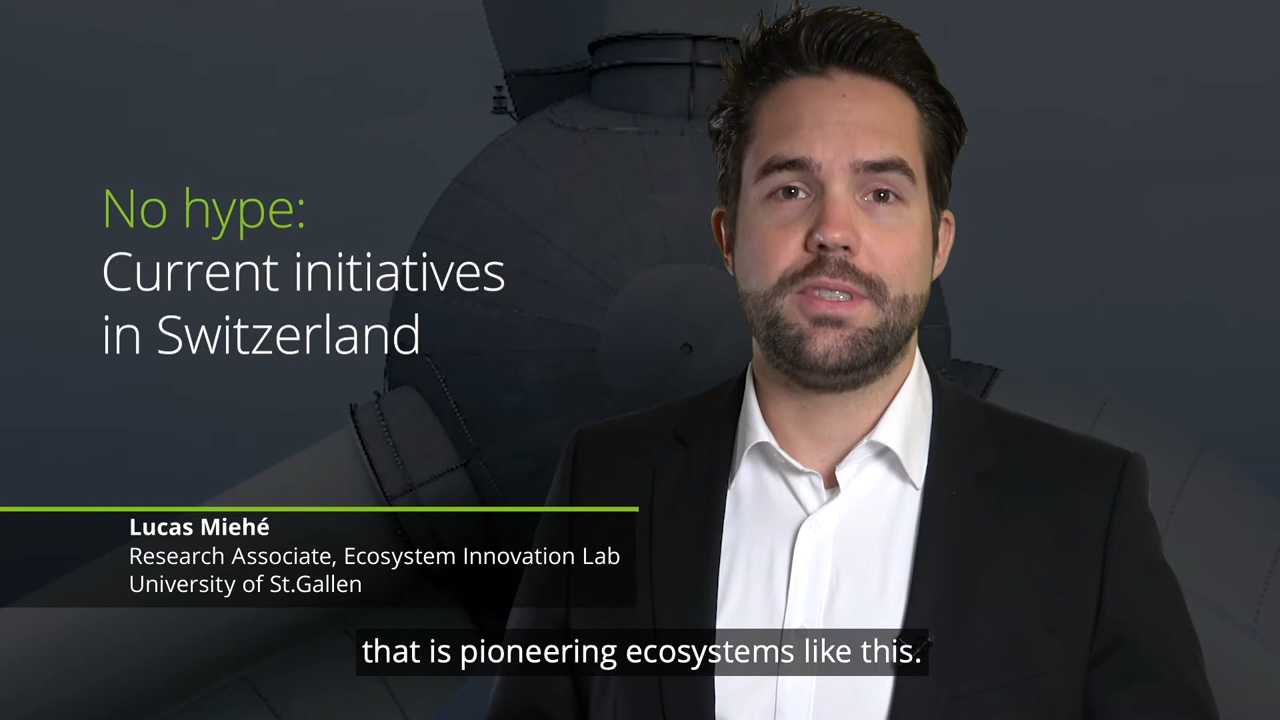 No hype:
Current initiatives
in Switzerland
Lucas Miehé
Research Associate, Ecosystem Innovation Lab
University of St.Gallen
that is pioneering ecosystems like this.